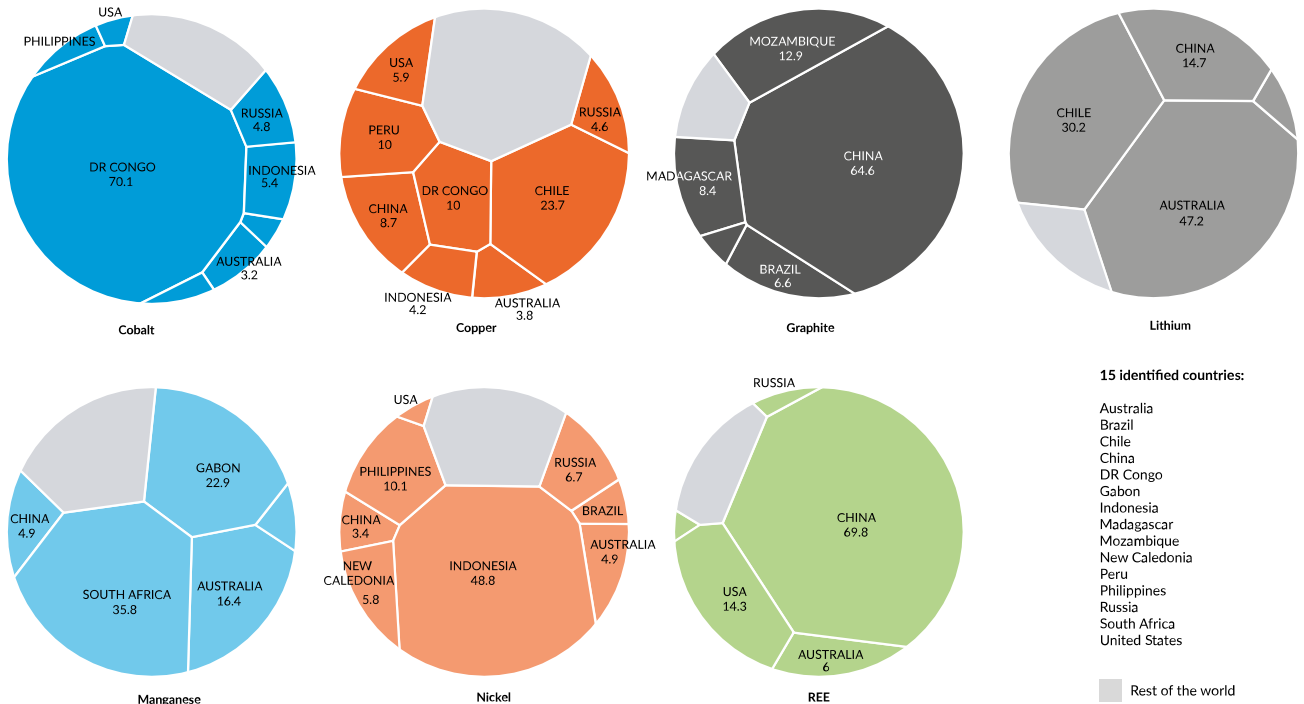 USA
PHILIPPINES
RUSSIA
4.8
DR CONGO
70.1
INDONESIA
5.4
AUSTRALIA
3.2
Cobalt
USA
5.9
RUSSIA
4.6
PERU
10
DR CONGO
10
CHILE
23.7
CHINA
8.7
INDONESIA
4.2
AUSTRALIA
3.8
Copper
MOZAMBIQUE
12.9
CHINA
64.6
MADAGASCAR
8.4
BRAZIL
6.6
Graphite
CHINA
14.7
CHILE
30.2
AUSTRALIA
47.2
Lithium
GABON
22.9
CHINA
4.9
SOUTH AFRICA
35.8
AUSTRALIA
16.4
Manganese
USA
PHILIPPINES
10.1
RUSSIA
6.7
BRAZIL
CHINA
3.4
AUSTRALIA
4.9
INDONESIA
48.8
NEW
CALEDONIA
5.8
Nickel
RUSSIA
CHINA
69.8
USA
14.3
AUSTRALIA
6
REE
15 identified countries:
Australia
Brazil
Chile
China
DR Congo
Gabon
Indonesia
Madagascar
Mozambique
New Caledonia
Peru
Philippines
Russia
South Africa
United States
Rest of the world